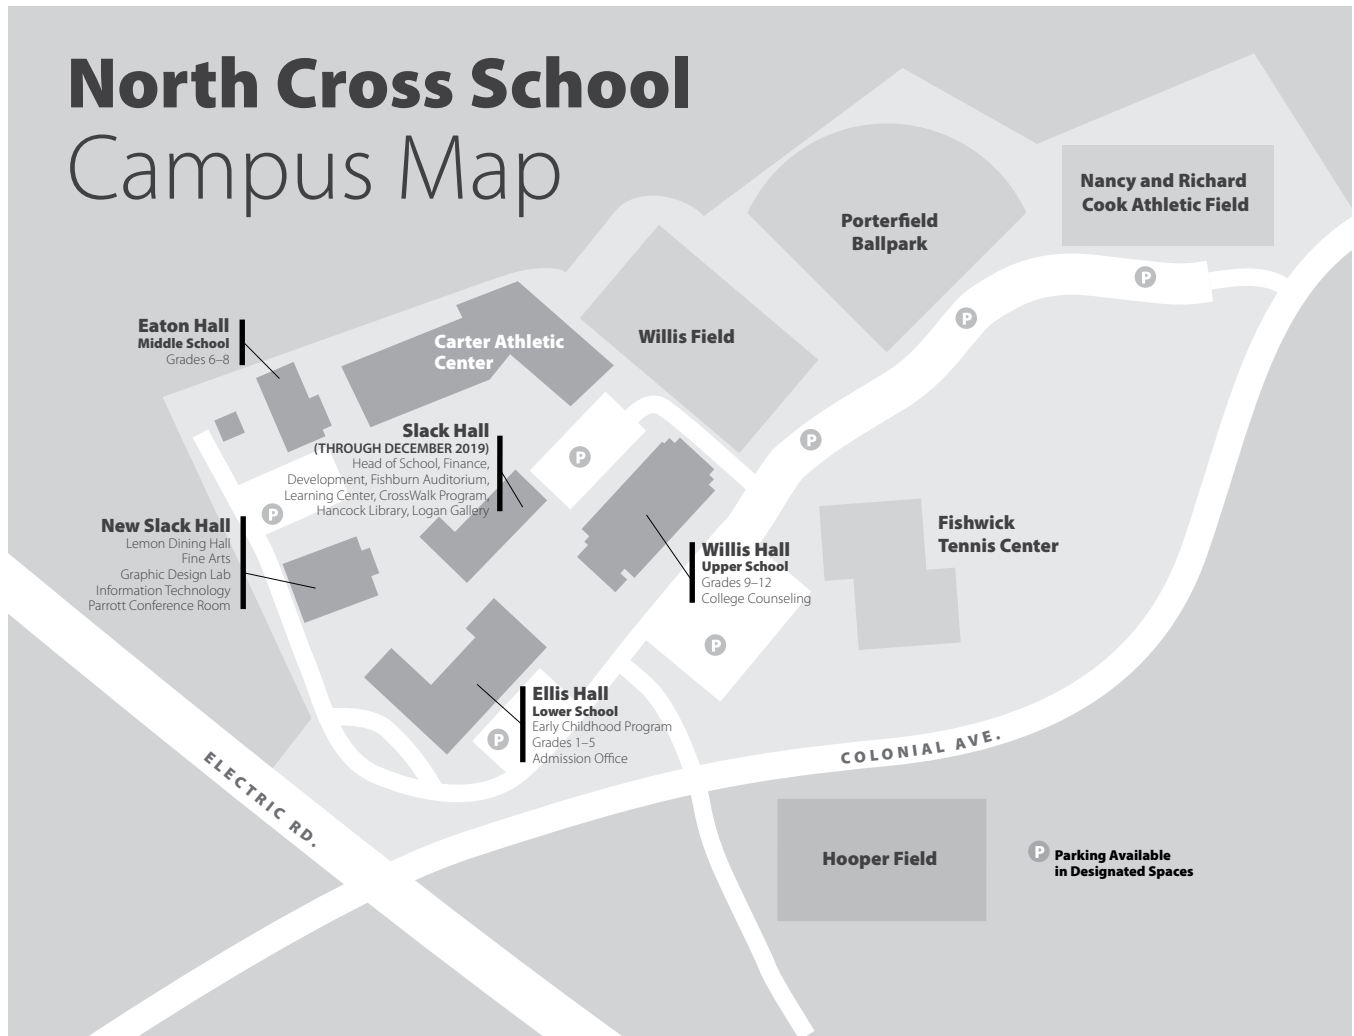 North Cross School
Campus Map
Nancy and Richard
Cook Athletic Field
Porterfield
Ballpark
P
P
Willis Field
Eaton Hall
Middle School
Grades 6–8
Carter Athletic
Center
P
Slack Hall
(THROUGH DECEMBER 2019)
Head of School, Finance,
Development, Fishburn Auditorium,
Learning Center, CrossWalk Program,
Hancock Library, Logan Gallery
P
P
New Slack Hall
Lemon Dining Hall
Fine Arts
Graphic Design Lab
Information Technology
Parrott Conference Room
Fishwick
Tennis Center
Willis Hall
Upper School
Grades 9–12
College Counseling
P
Ellis Hall
Lower School
Early Childhood Program
Grades 1–5
Admission Office
P
COLONIAL AVE.
ELECTRIC RD.
Hooper Field
P Parking Available
in Designated Spaces